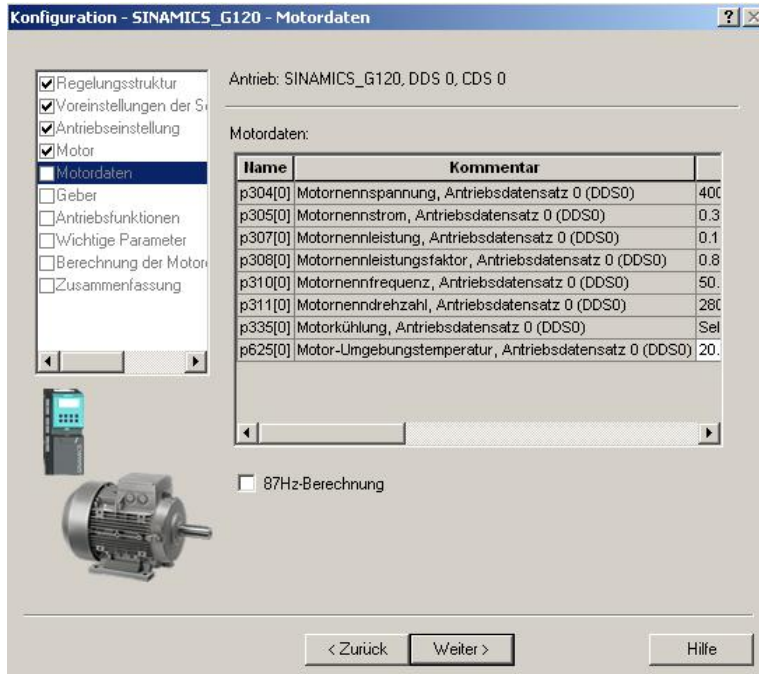 Konfiguration - SINAMICS_G120 - Motordaten
Regelungsstruktur
Voreinstellungen der S
Antriebseinstellung
Motor
Motordaten
Geber
Antriebsfunktionen
Wichtige Parameter
Berechnung der Motor
Zusammenfassung
Antrieb: SINAMICS_G120, DDS 0, CDS 0
Motordaten:
Name Kommentar
p304[0] Motornennspannung, Antriebsdatensatz 0 (DDS0) 400
p305[0] Motornennstrom, Antriebsdatensatz 0 (DDS0) 0.3
p307[0] Motornennleistung, Antriebsdatensatz 0 (DDS0) 0.1
p308[0] Motornennleistungsfaktor, Antriebsdatensatz 0 (DDS0) 0.8
p310[0] Motornennfrequenz, Antriebsdatensatz 0 (DDS0) 50.
p311[0] Motornenndrehzahl, Antriebsdatensatz 0 (DDS0) 280
p335[0] Motorkühlung, Antriebsdatensatz 0 (DDS0) Sel
p625[0] Motor-Umgebungstemperatur, Antriebsdatensatz 0 (DDS0) 20.
87Hz-Berechnung
SINAMICS
< Zurück
Weiter >
Hilfe